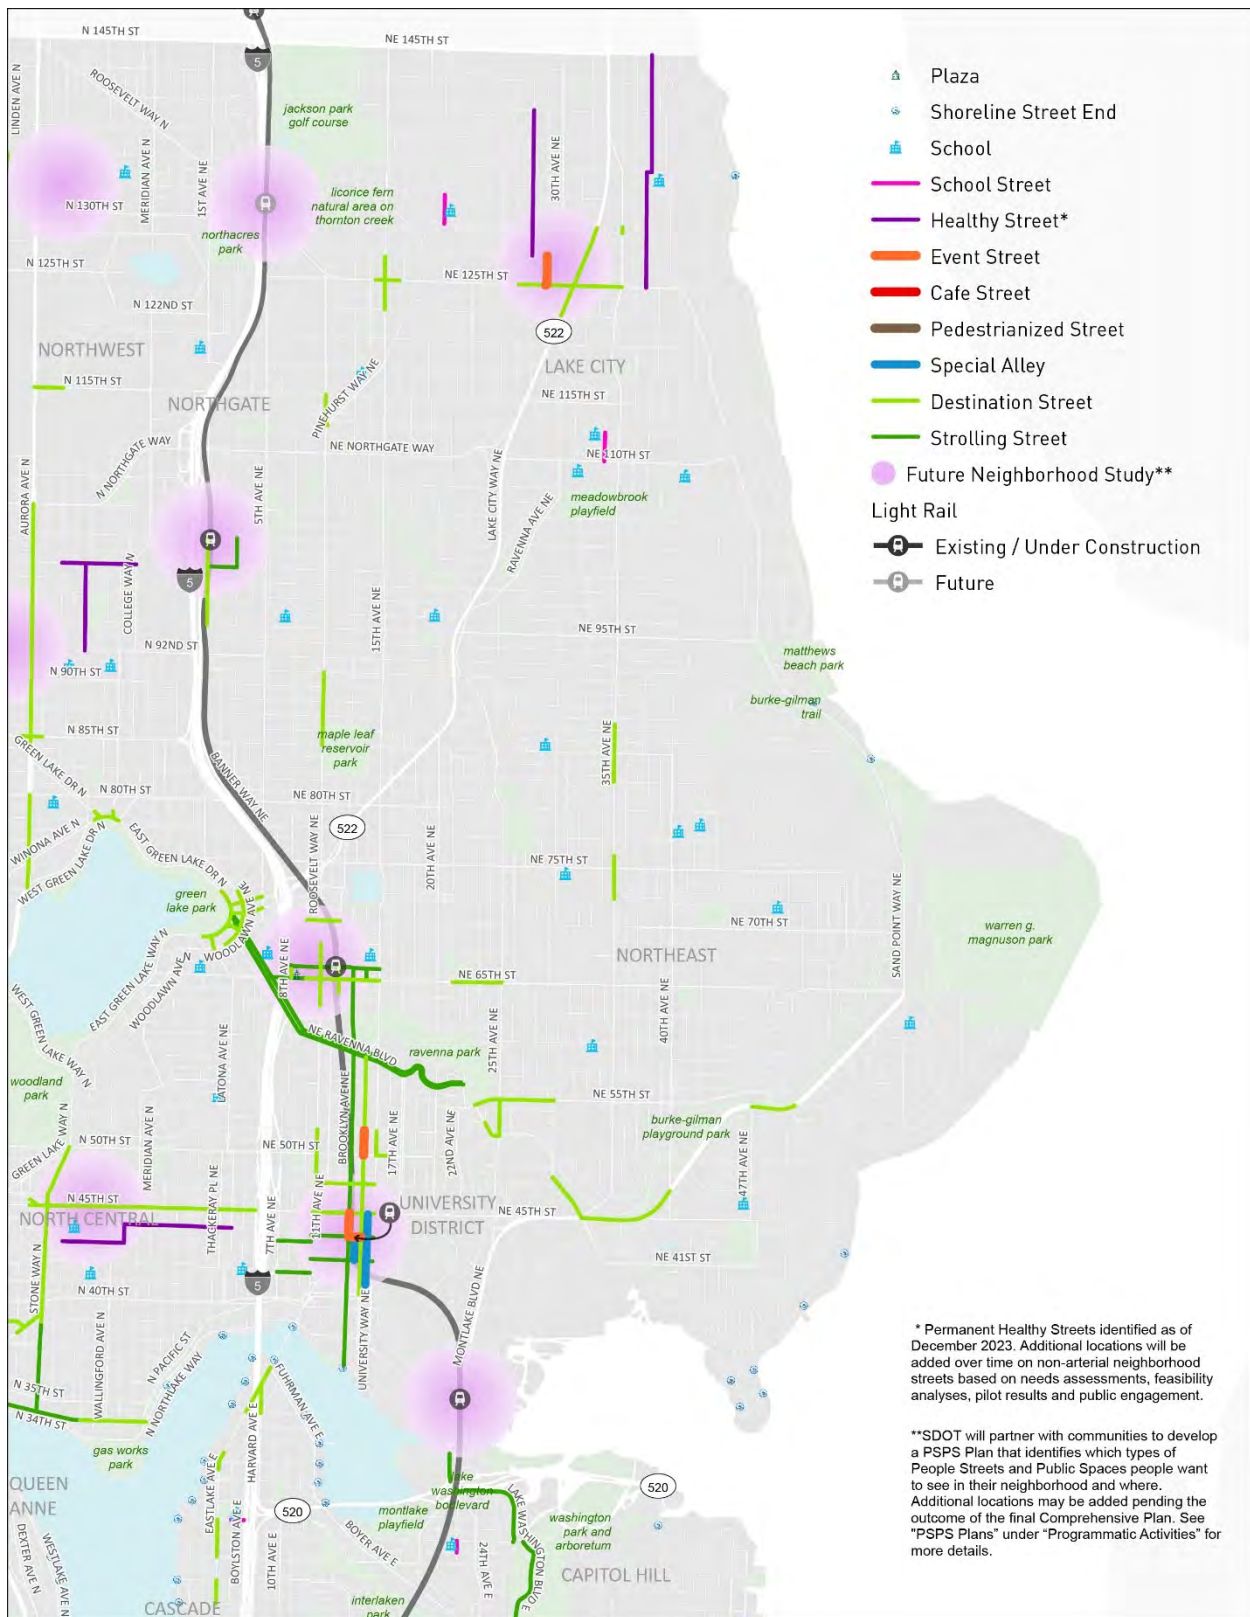 N 145TH ST
NE 145TH ST
5
LINDEN AVE N
ROOSEVELT WAY N
jackson park
golf course
MERIDIAN AVE N
1ST AVE NE
30TH AVE NE
licorice fern
natural area on
thornton creek
N 130TH ST
northacres
park
N 125TH ST
NE 125TH ST
N 122ND ST
522
NORTHWEST
LAKE CITY
N 115TH ST
PINEHURST WAY NE
NE 115TH ST
NORTHGATE
N NORTHGATE WAY
NE NORTHGATE WAY
NE 110TH ST
LAKE CITY WAY NE
AURORA AVE N
5TH AVE NE
RAVENNA AVE NE
meadowbrook
playfield
5
COLLEGE WAY N
15TH AVE NE
NE 95TH ST
N 92ND ST
N 90TH ST
matthews
beach park
burke-gilman
trail
N 85TH ST
maple leaf
reservoir
park
35TH AVE NE
GREEN LAKE DR N
BANNER WAY NE
N 80TH ST
NE 80TH ST
522
WINONA AVE N
WEST GREEN LAKE DR N
EAST GREEN LAKE DR N
ROOSEVELT WAY NE
20TH AVE NE
NE 75TH ST
green
lake park
WOODLAWN AVE NE
NE 70TH ST
SAND POINT WAY NE
warren g.
magnuson park
NORTHEAST
8TH AVE NE
NE 65TH ST
EAST GREEN LAKE WAY N
WOODLAWN AVE N
40TH AVE NE
WEST GREEN LAKE WAY N
25TH AVE NE
NE RAVENNA BLVD
ravenna park
LATONA AVE NE
woodland
park
NE 55TH ST
burke-gilman
playground park
GREEN LAKE WAY N
N 50TH ST
MERIDIAN AVE N
NE 50TH ST
BROOKLYN AVE NE
17TH AVE NE
22ND AVE NE
47TH AVE NE
N 45TH ST
NORTH CENTRAL
THACKERAY PL NE
7TH AVE NE
11TH AVE NE
UNIVERSITY
DISTRICT
NE 45TH ST
NE 41ST ST
N 40TH ST
5
STONE WAY N
WALLINGFORD AVE N
N PACIFIC ST
N NORTHLAKE WAY
UNIVERSITY WAY NE
MONTLAKE BLVD NE
FUHRMAN AVE E
N 35TH ST
N 34TH ST
gas works
park
HARVARD AVE E
EASTLAKE AVE E
QUEEN
ANNE
520
520
lake
washington
boulevard
montlake
playfield
LAKE WASHINGTON BLVD E
washington
park and
arboretum
BOYER AVE E
BOYLSTON AVE E
10TH AVE E
24TH AVE E
DEXTER AVE N
WESTLAKE AVE N
CASCADE
interlaken
park
CAPITOL HILL
Plaza
Shoreline Street End
School
School Street
Healthy Street*
Event Street
Cafe Street
Pedestrianized Street
Special Alley
Destination Street
Strolling Street
Future Neighborhood Study**
Light Rail
Existing / Under Construction
Future
* Permanent Healthy Streets identified as of
December 2023. Additional locations will be
added over time on non-arterial neighborhood
streets based on needs assessments, feasibility
analyses, pilot results and public engagement.
**SDOT will partner with communities to develop
a PSPS Plan that identifies which types of
People Streets and Public Spaces people want
to see in their neighborhood and where.
Additional locations may be added pending the
outcome of the final Comprehensive Plan. See
"PSPS Plans" under “Programmatic Activities” for
more details.